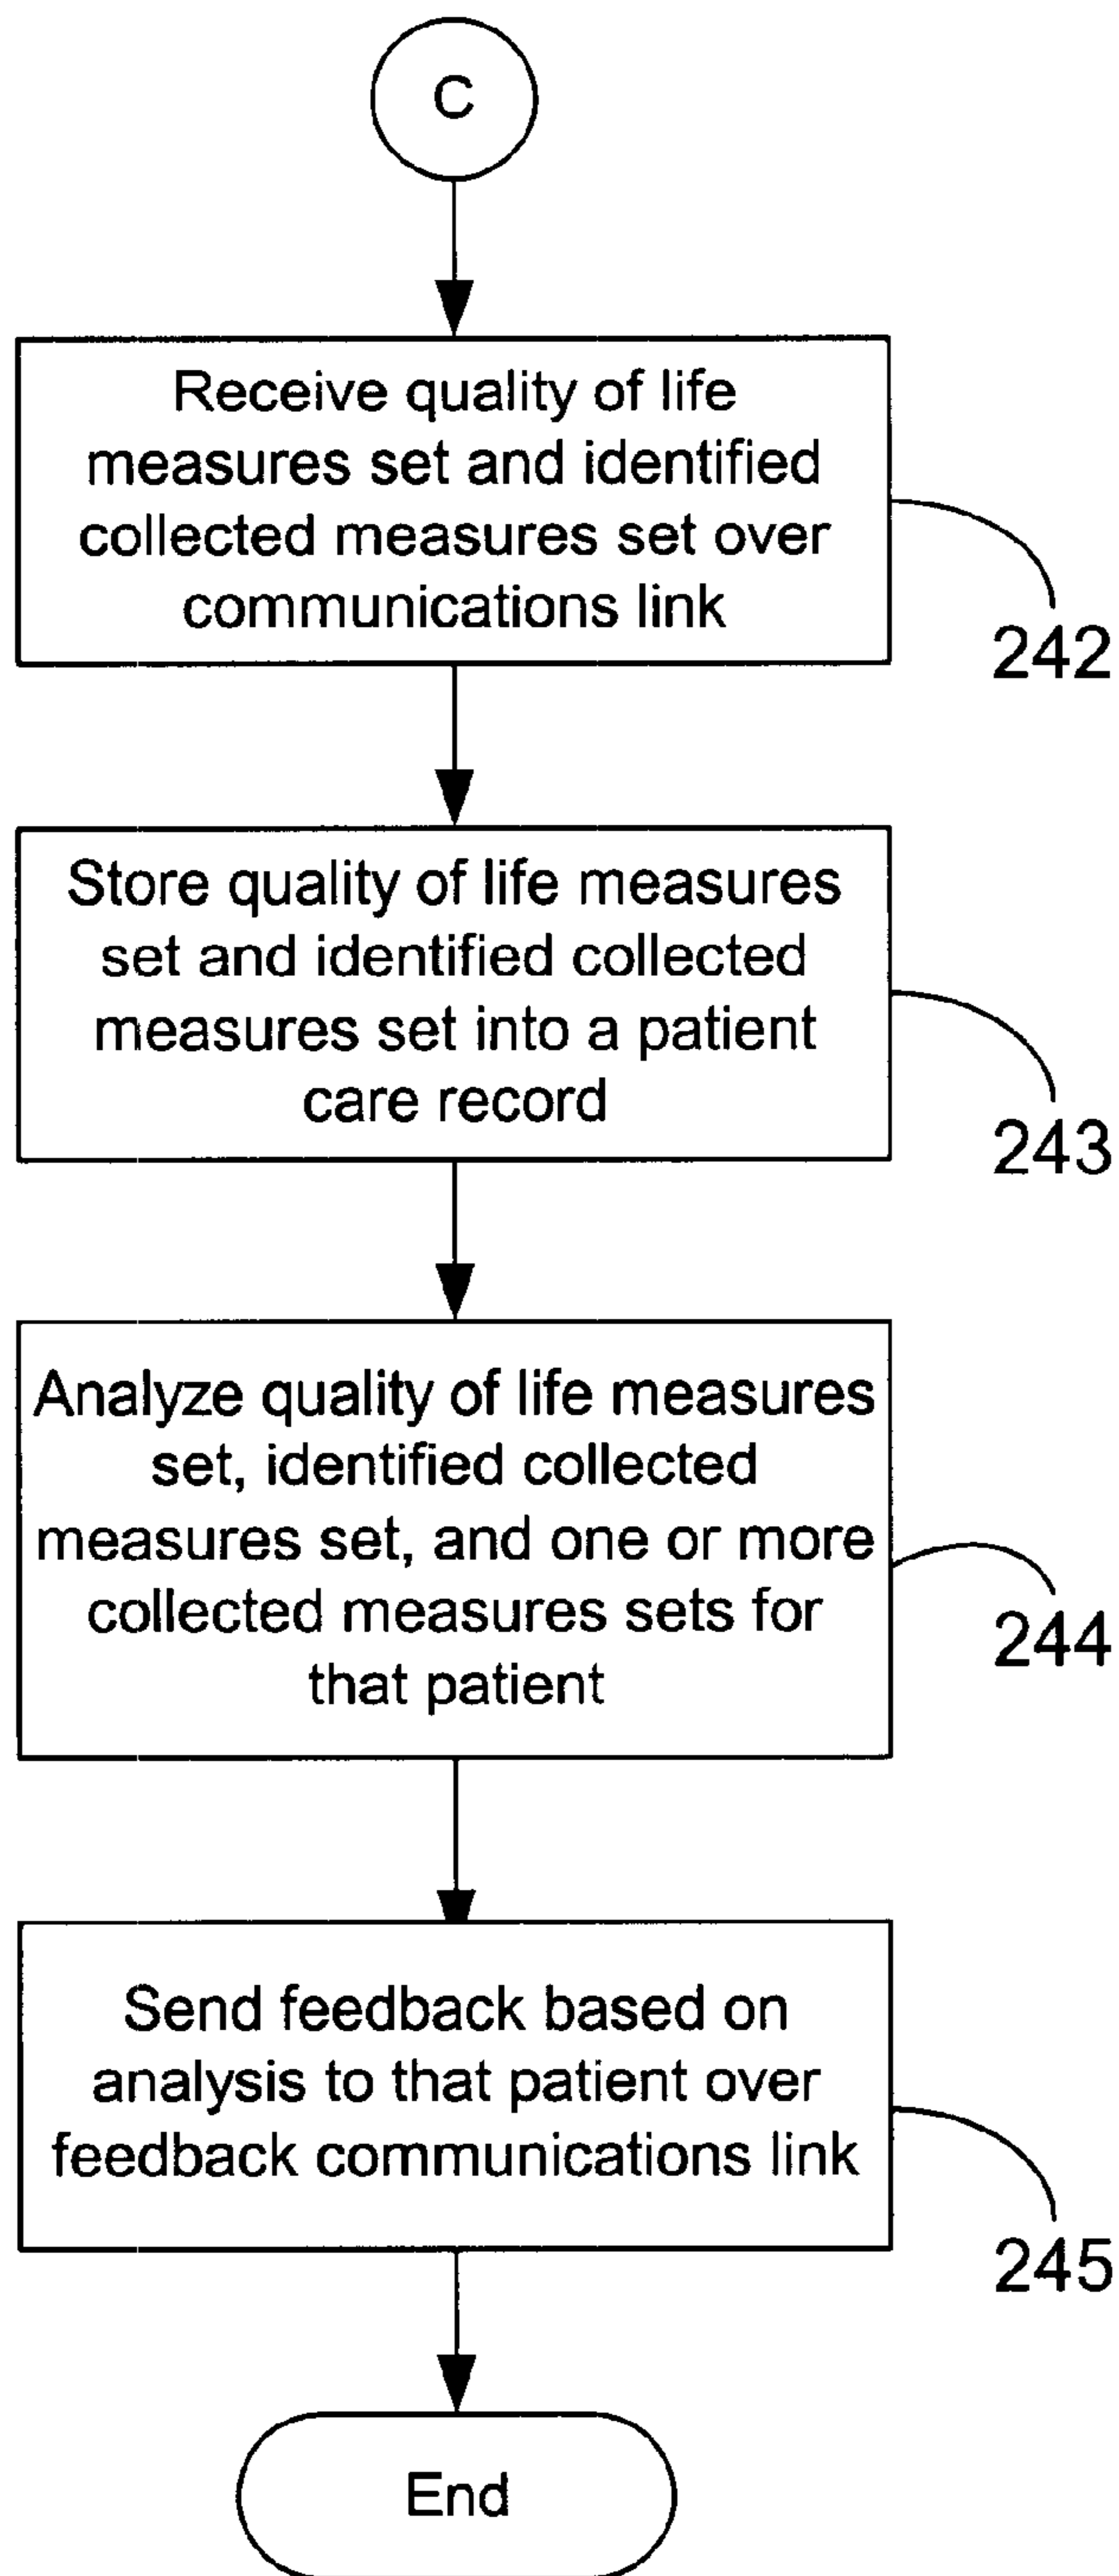 C
Receive quality of life
measures set and identified
collected measures set over
communications link
242
Store quality of life measures
set and identified collected
measures set into a patient
care record
243
Analyze quality of life measures
set, identified collected
measures set, and one or more
collected measures sets for
that patient
244
Send feedback based on
analysis to that patient over
feedback communications link
245
End